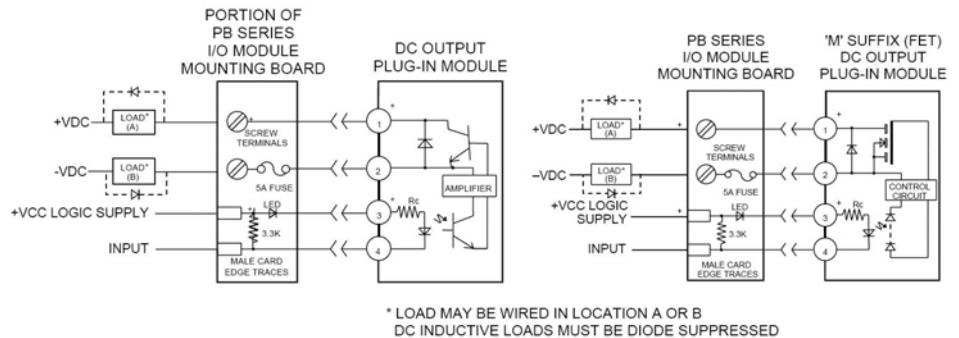 PORTION OF
PB SERIES
I/O MODULE
MOUNTING BOARD
DC OUTPUT
PLUG-IN MODULE
+VDC
LOAD*
(A)
+
SCREW
TERMINALS
+
1
-VDC
LOAD*
(B)
5A FUSE
2
AMPLIFIER
+VCC LOGIC SUPPLY
+
LED
3.3K
3
Rc
INPUT
4
MALE CARD
EDGE TRACES
PB SERIES
I/O MODULE
MOUNTING BOARD
'M' SUFFIX (FET)
DC OUTPUT
PLUG-IN MODULE
+VDC
LOAD*
(A)
+
SCREW
TERMINALS
+
1
–VDC
LOAD*
(B)
5A FUSE
2
CONTROL
CIRCUIT
+VCC LOGIC
SUPPLY
+
LED
3.3K
3
Rc
INPUT
4
MALE CARD
EDGE TRACES
* LOAD MAY BE WIRED IN LOCATION A OR B
DC INDUCTIVE LOADS MUST BE DIODE SUPPRESSED